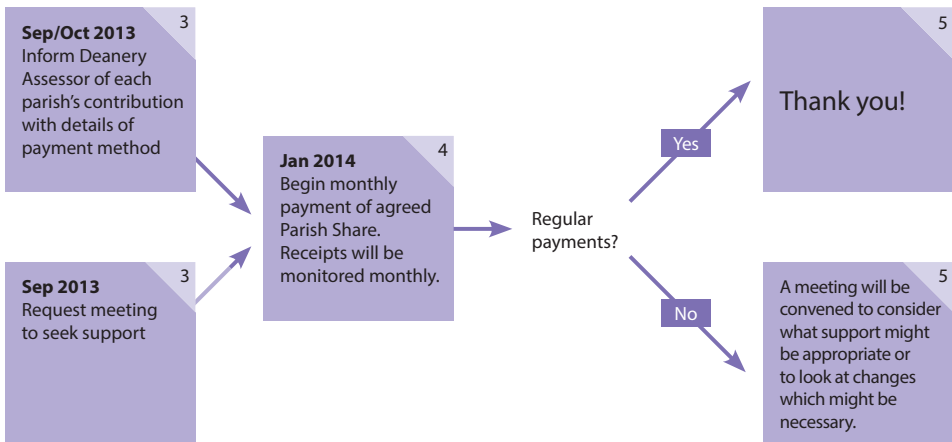 3
Sep/Oct 2013
Inform Deanery
Assessor of each
parish's contribution
with details of
payment method
3
Sep 2013
Request meeting
to seek support
4
Jan 2014
Begin monthly
payment of agreed
Parish Share.
Receipts will be
monitored monthly.
Regular
payments?
Yes
5
Thank you!
No
5
A meeting will be
convened to consider
what support might
be appropriate or
to look at changes
which might be
necessary.